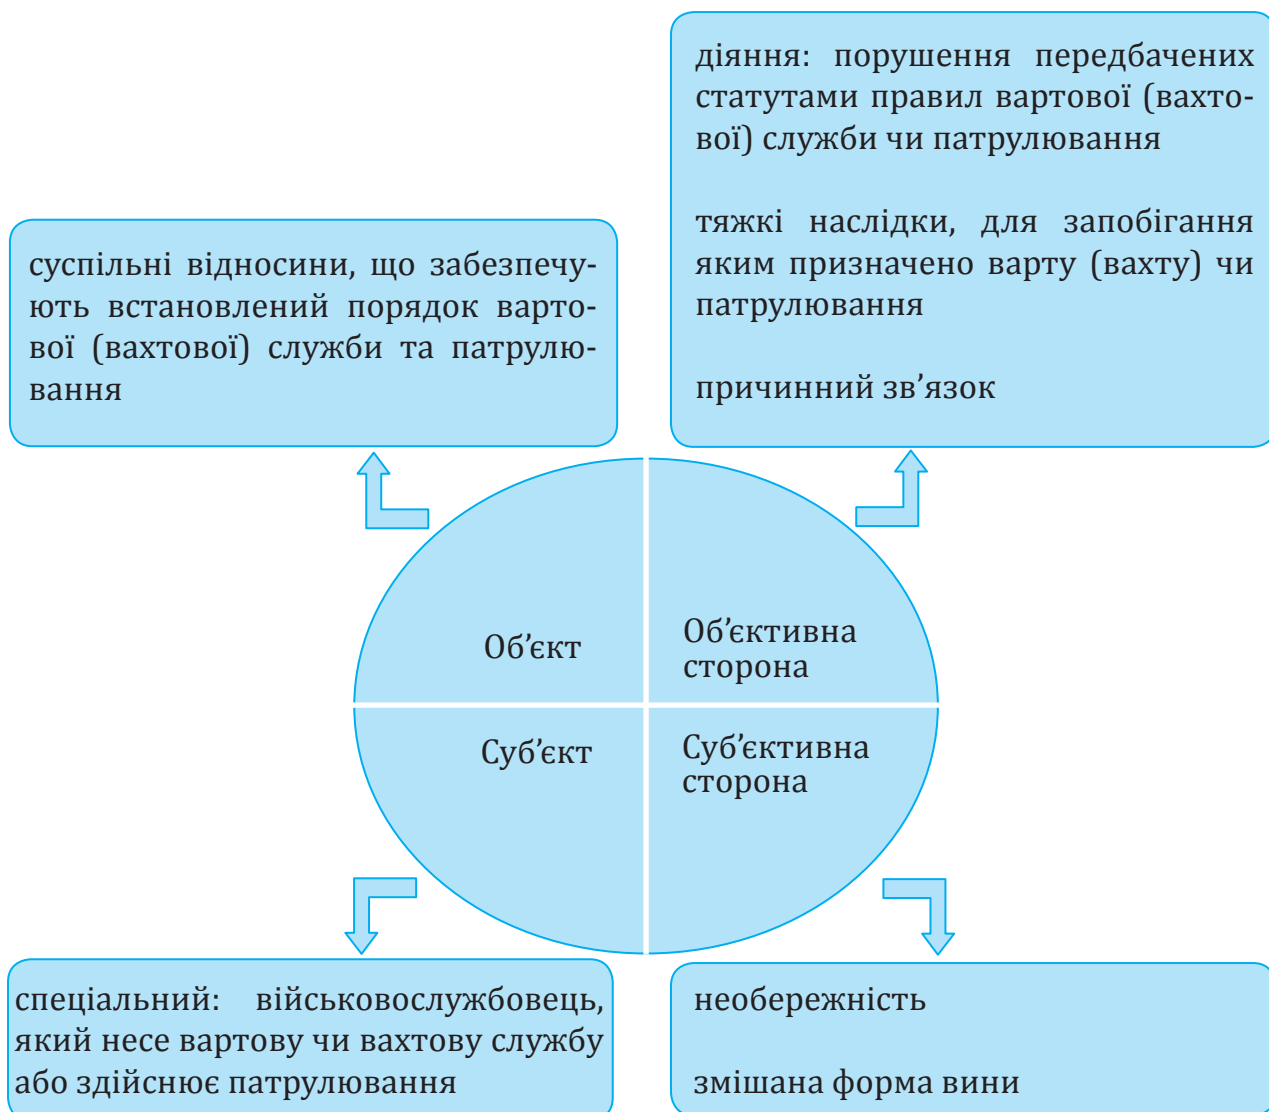 діяння: порушення передбачених
статутами правил вартової (вахто-
вої) служби чи патрулювання
тяжкі наслідки, для запобігання
яким призначено варту (вахту) чи
патрулювання
причинний зв’язок
суспільні відносини, що забезпечу-
ють встановлений порядок варто-
вої (вахтової) служби та патрулю-
вання
Об’єкт
Об’єктивна
сторона
Суб’єкт
Суб’єктивна
сторона
спеціальний: військовослужбовець,
який несе вартову чи вахтову службу
або здійснює патрулювання
необережність
змішана форма вини